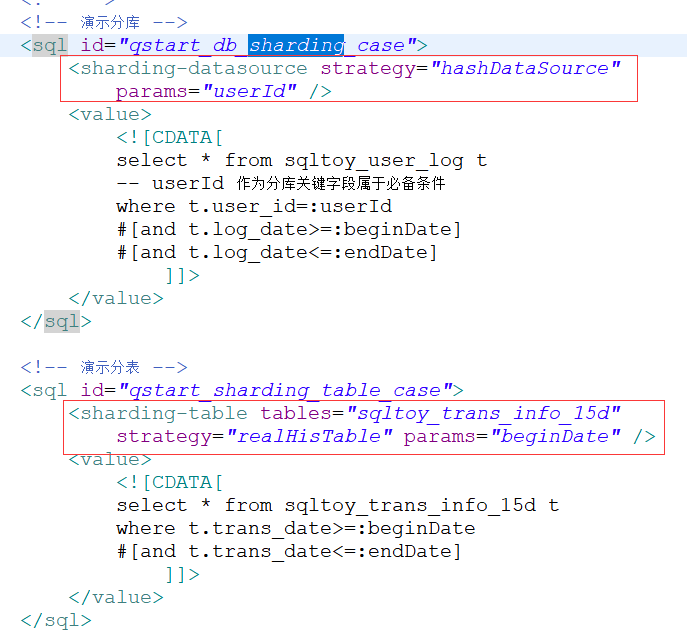 <!-- 演示分库 -->
<sql id="qstart_db_sharding_case">
<sharding-datasource strategy="hashDataSource"
params="userId" />
<value>
<![CDATA[
select * from sqltoy_user_log t
-- userId 作为分库关键字段属于必备条件
where t.user_id=:userId
#[and t.log_date>=:beginDate]
#[and t.log_date<=:endDate]
]]>
</value>
</sql>
<!-- 演示分表 -->
<sql id="qstart_sharding_table_case">
<sharding-table tables="sqltoy_trans_info_15d"
strategy="realHisTable" params="beginDate" />
<value>
<![CDATA[
select * from sqltoy_trans_info_15d t
where t.trans_date>=:beginDate
#[and t.trans_date<=:endDate]
]]>
</value>
</sql>